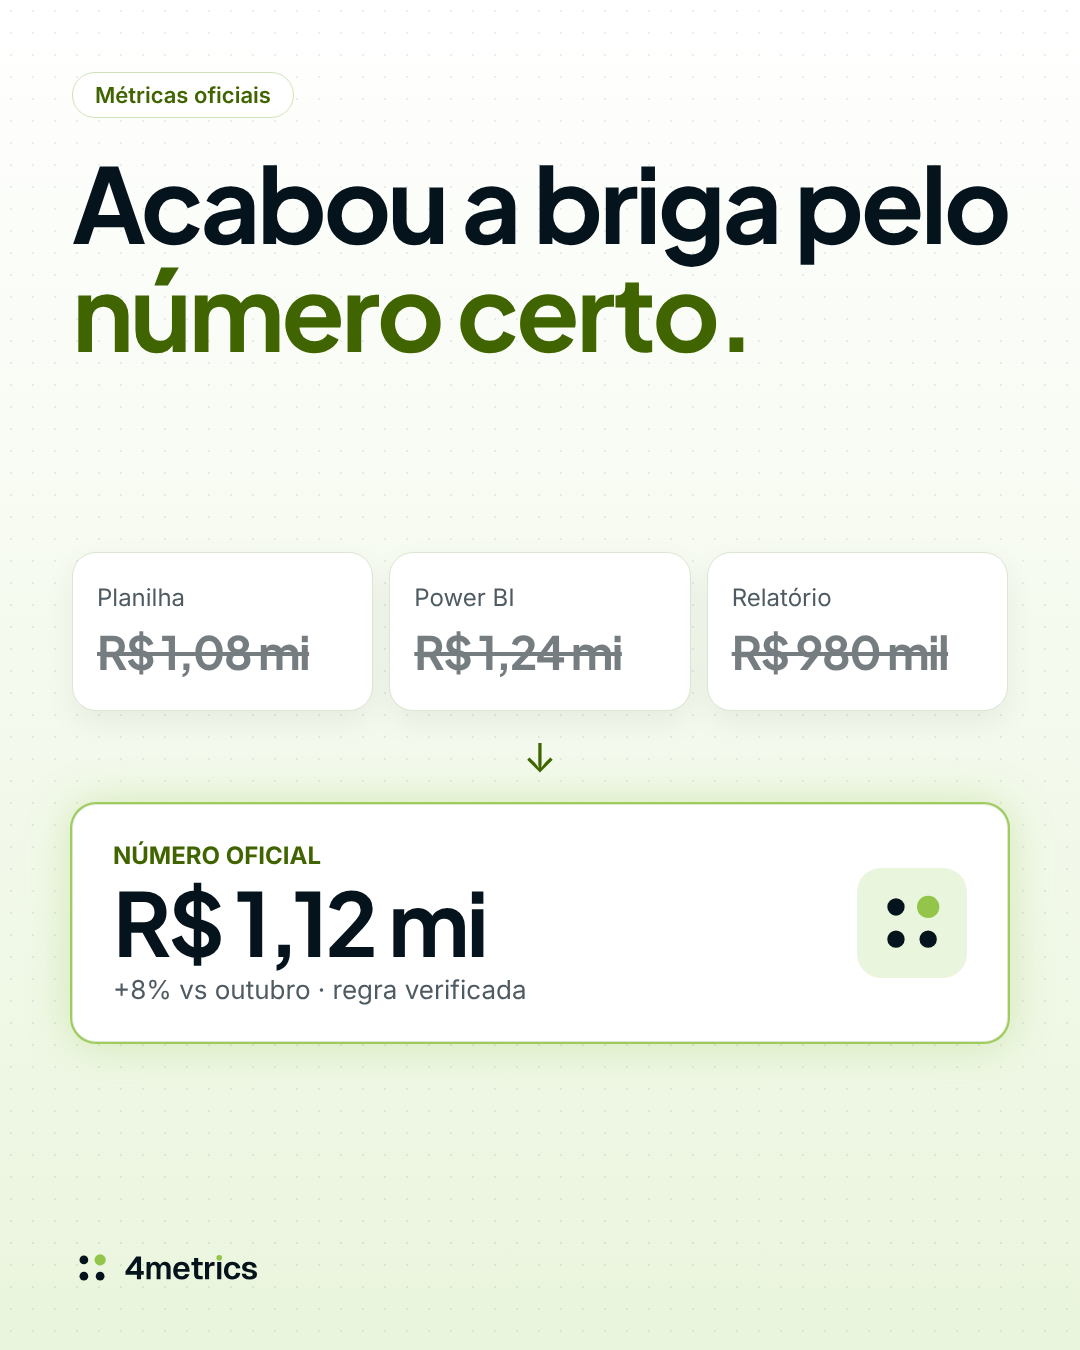 Métricas oficiais
Acabou a briga pelo
número certo.
Planilha
R$ 1,08 mi
Power BI
R$ 1,24 mi
Relatório
R$ 980 mil
↓
NÚMERO OFICIAL
R$ 1,12 mi
+8% vs outubro · regra verificada
4metrics